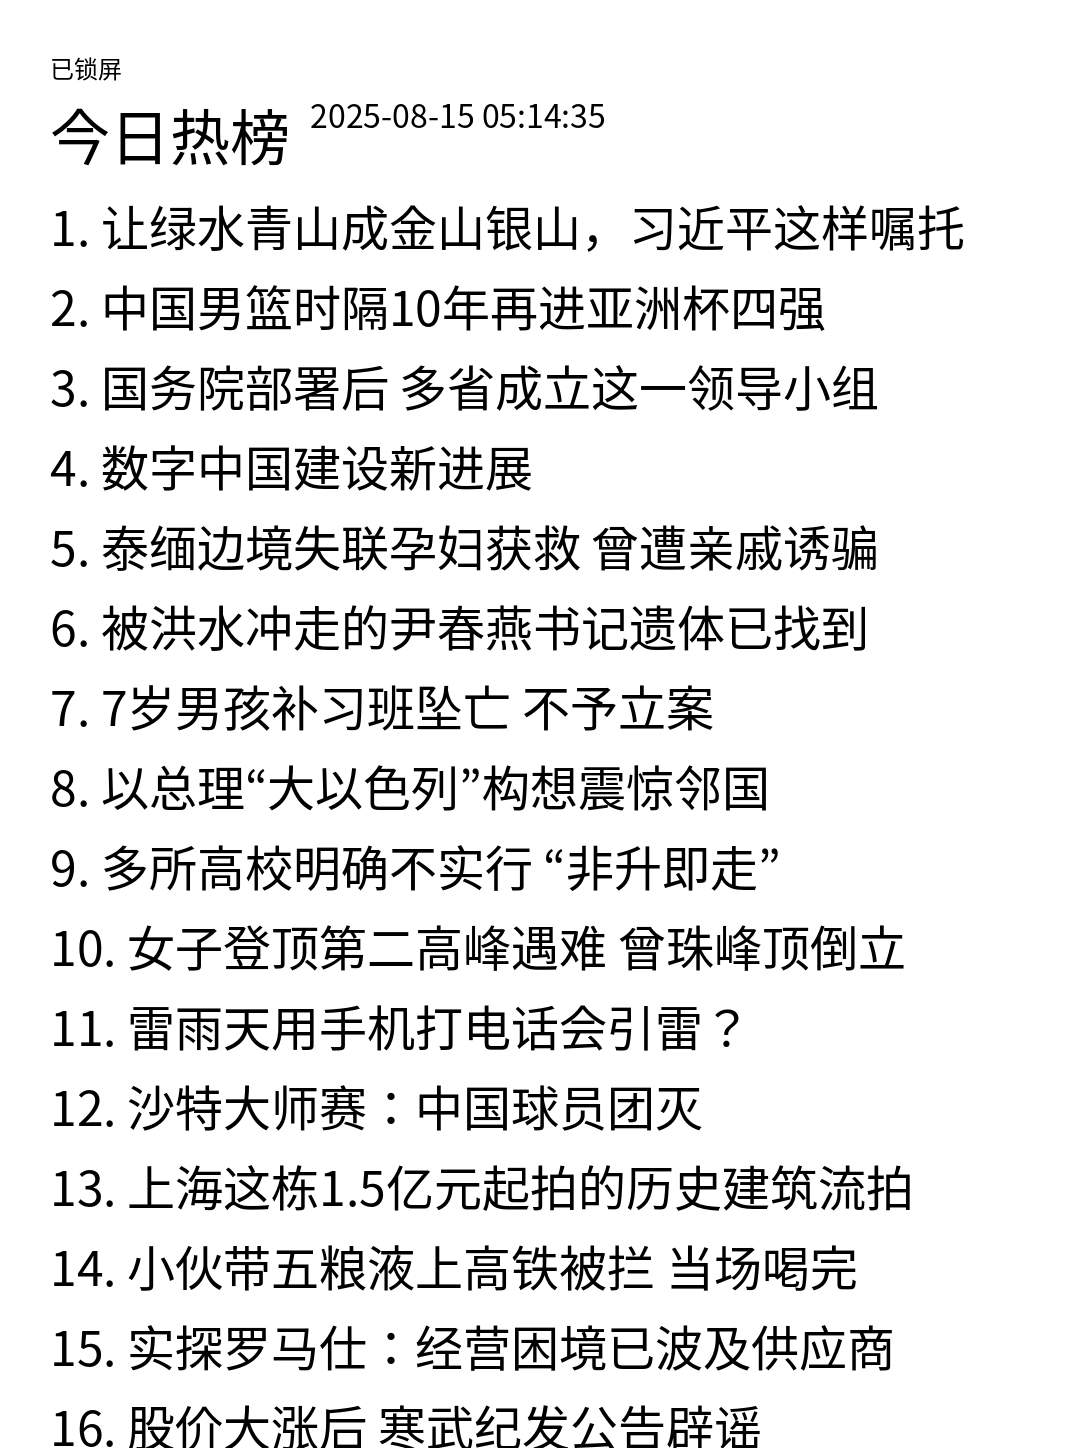 已锁屏
今日热榜 2025-08-15 05:14:35
1. 让绿水青山成金山银山，习近平这样嘱托
2. 中国男篮时隔10年再进亚洲杯四强
3. 国务院部署后 多省成立这一领导小组
4. 数字中国建设新进展
5. 泰缅边境失联孕妇获救 曾遭亲戚诱骗
6. 被洪水冲走的尹春燕书记遗体已找到
7. 7岁男孩补习班坠亡 不予立案
8. 以总理“大以色列”构想震惊邻国
9. 多所高校明确不实行 “非升即走”
10. 女子登顶第二高峰遇难 曾珠峰顶倒立
11. 雷雨天用手机打电话会引雷？
12. 沙特大师赛：中国球员团灭
13. 上海这栋1.5亿元起拍的历史建筑流拍
14. 小伙带五粮液上高铁被拦 当场喝完
15. 实探罗马仕：经营困境已波及供应商
16. 股价大涨后 寒武纪发公告辟谣